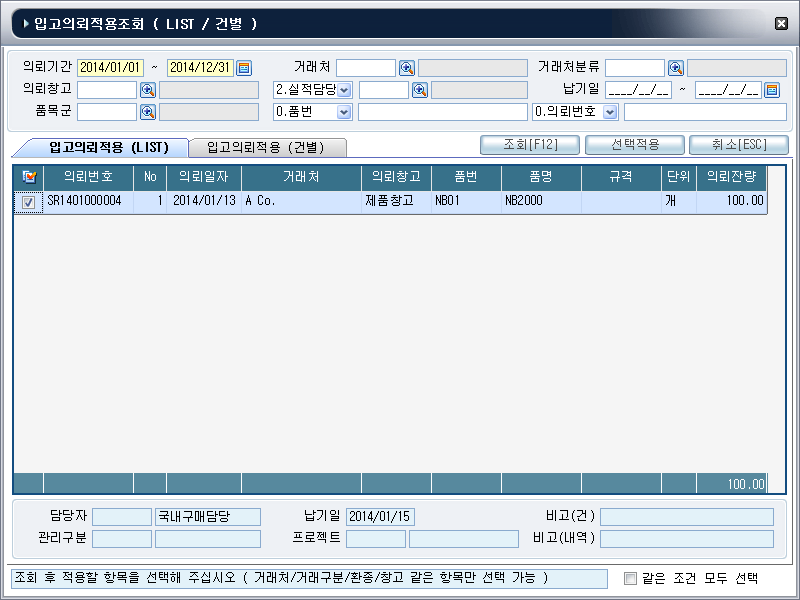 입고의뢰적용조회 ( LIST / 건별 )
의뢰기간 2014/01/01 ~ 2014/12/31 거래처 거래처분류
의뢰창고 2.실적담당 납기일 ____/__/__ ~ ____/__/__
품목군 0.품번 0.의뢰번호
입고의뢰적용 (LIST) 입고의뢰적용 (건별) 조회[F12] 선택적용 취소[ESC]
의뢰번호 No 의뢰일자 거래처 의뢰창고 품번 품명 규격 단위 의뢰잔량
SR1401000004 1 2014/01/13 A Co. 제품창고 NB01 NB2000 개 100.00
100.00
담당자 국내구매담당 납기일 2014/01/15 비고(건)
관리구분 프로젝트 비고(내역)
조회 후 적용할 항목을 선택해 주십시오 ( 거래처/거래구분/환종/창고 같은 항목만 선택 가능 ) 같은 조건 모두 선택